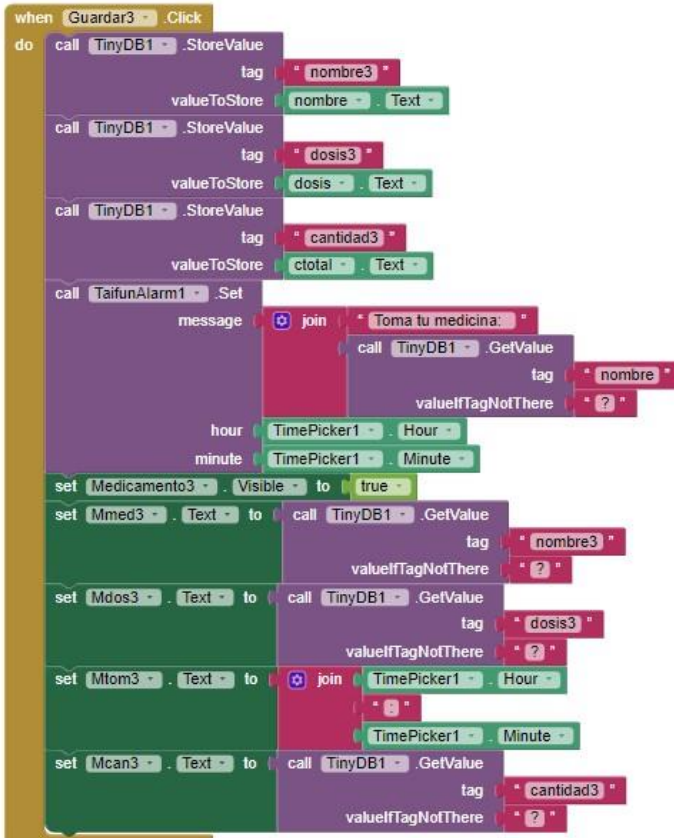 when Guardar3 .Click
do call TinyDB1 .StoreValue
tag " nombre3 "
valueToStore nombre . Text
call TinyDB1 .StoreValue
tag " dosis3 "
valueToStore dosis . Text
call TinyDB1 .StoreValue
tag " cantidad3 "
valueToStore ctotal . Text
call TaifunAlarm1 .Set
message join " Toma tu medicina: "
call TinyDB1 .GetValue
tag " nombre "
valueIfTagNotThere " ? "
hour TimePicker1 . Hour
minute TimePicker1 . Minute
set Medicamento3 . Visible to true
set Mmed3 . Text to call TinyDB1 .GetValue
tag " nombre3 "
valueIfTagNotThere " ? "
set Mdos3 . Text to call TinyDB1 .GetValue
tag " dosis3 "
valueIfTagNotThere " ? "
set Mtom3 . Text to join TimePicker1 . Hour
" : "
TimePicker1 . Minute
set Mcan3 . Text to call TinyDB1 .GetValue
tag " cantidad3 "
valueIfTagNotThere " ? "